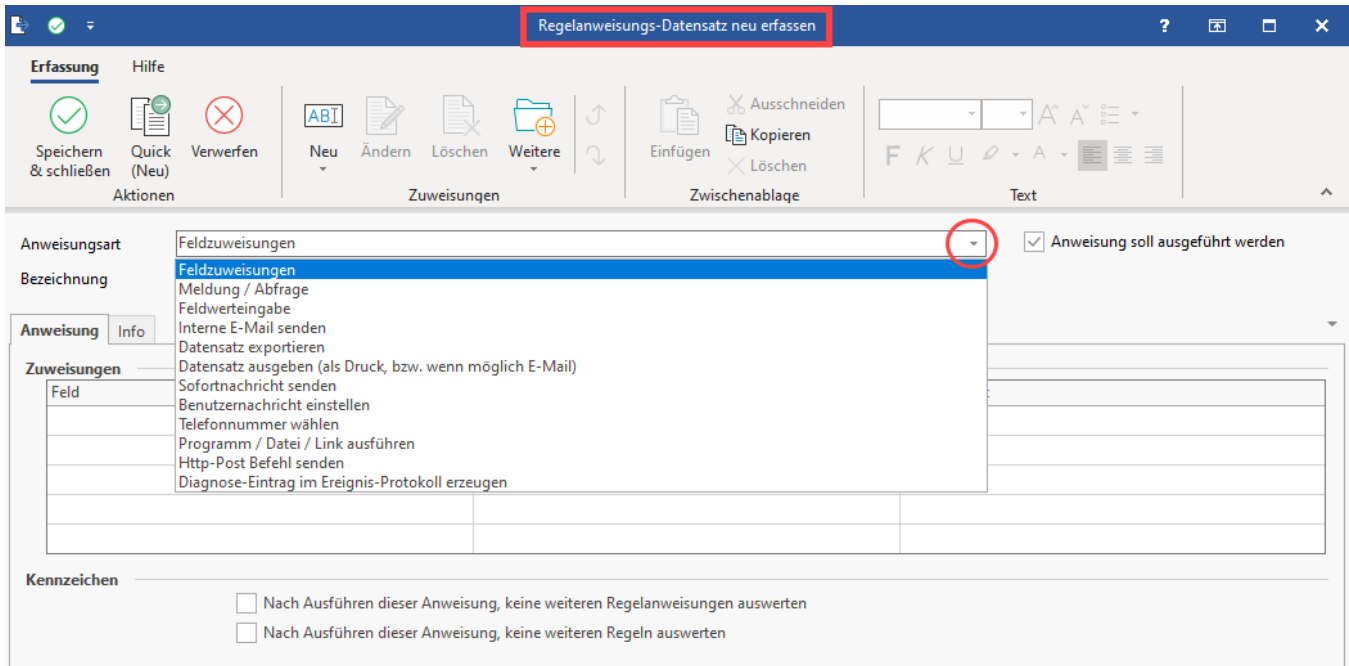 Regelanweisungs-Datensatz neu erfassen
?
Erfassung Hilfe
Speichern & schließen
Quick (Neu)
Verwerfen
Aktionen
ABI
Neu
Ändern
Löschen
Weitere
Zuweisungen
Einfügen
Ausschneiden
Kopieren
Löschen
Zwischenablage
A A
F K U A
Text
Anweisungsart Feldzuweisungen Anweisung soll ausgeführt werden
Bezeichnung
Feldzuweisungen
Meldung / Abfrage
Feldwerteingabe
Interne E-Mail senden
Datensatz exportieren
Datensatz ausgeben (als Druck, bzw. wenn möglich E-Mail)
Sofortnachricht senden
Benutzernachricht einstellen
Telefonnummer wählen
Programm / Datei / Link ausführen
Http-Post Befehl senden
Diagnose-Eintrag im Ereignis-Protokoll erzeugen
Anweisung Info
Zuweisungen
Feld
Kennzeichen
Nach Ausführen dieser Anweisung, keine weiteren Regelanweisungen auswerten
Nach Ausführen dieser Anweisung, keine weiteren Regeln auswerten